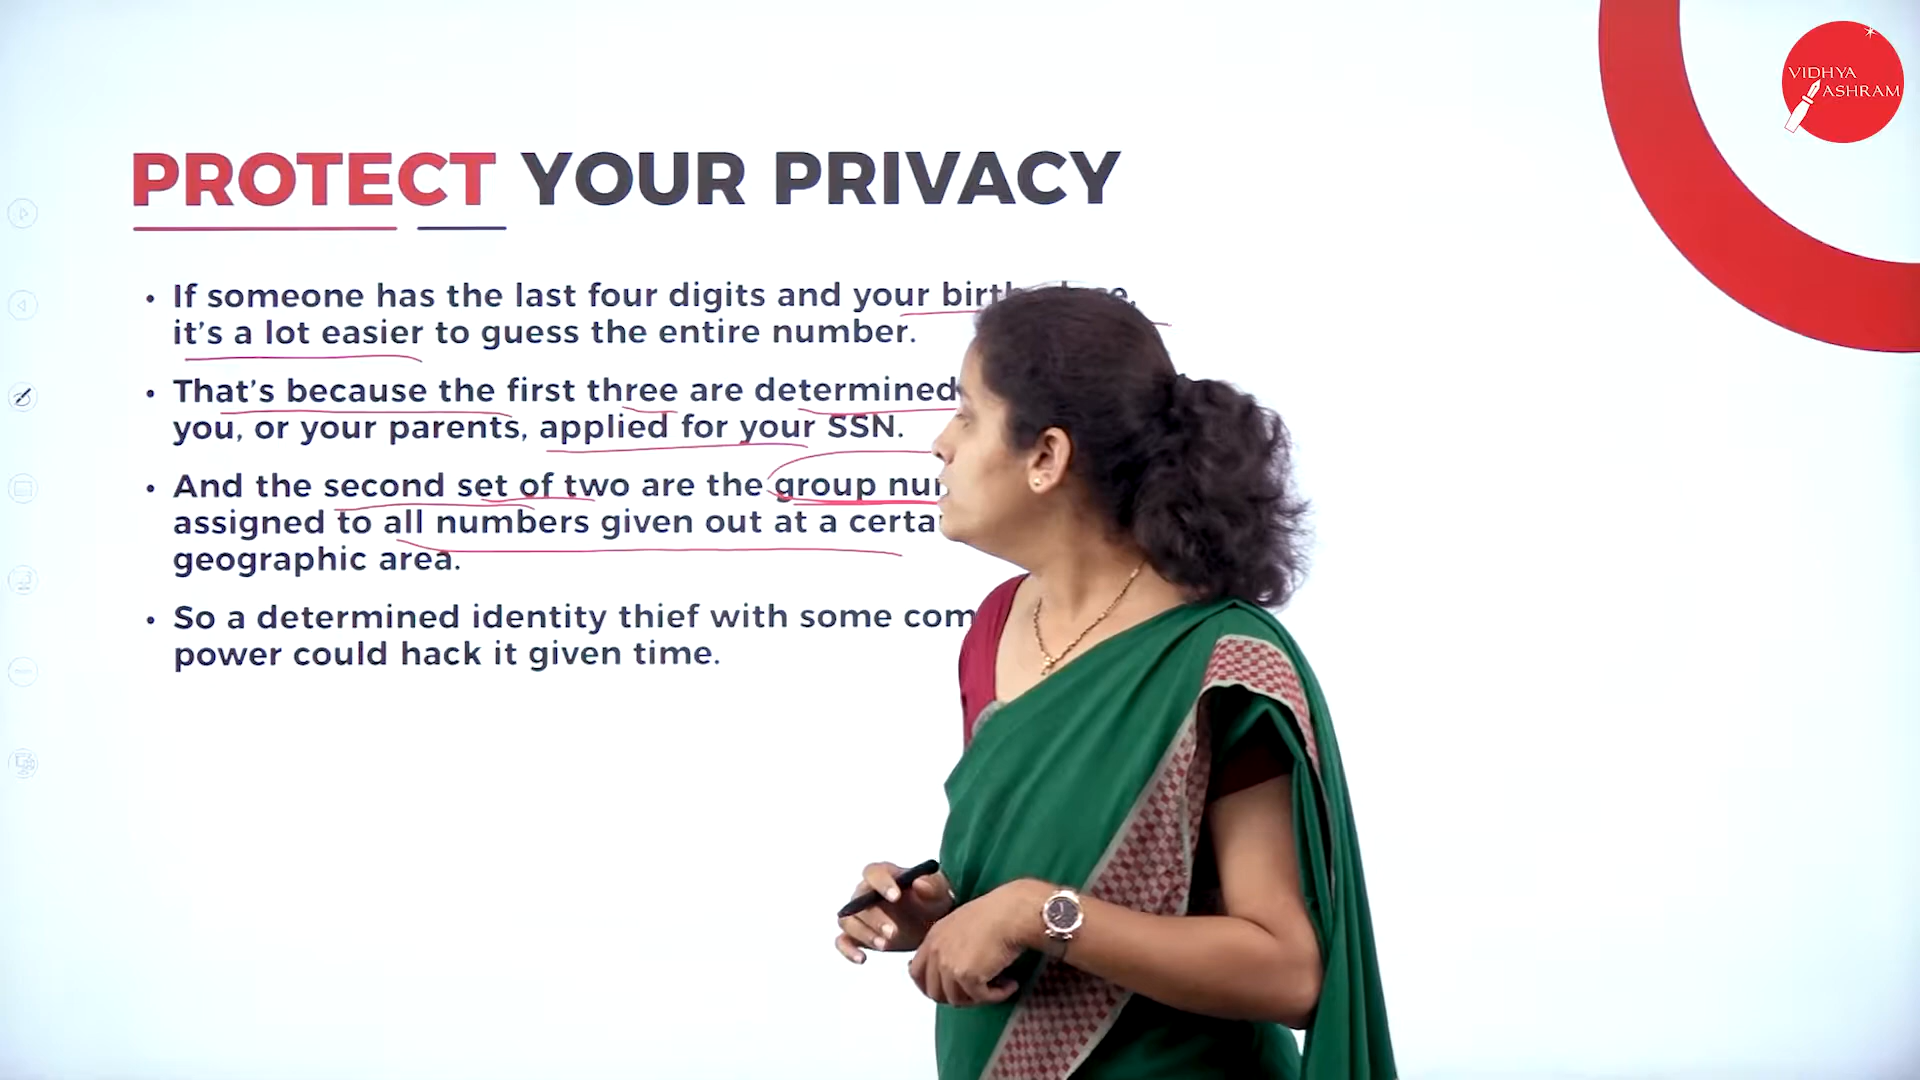 VIDHYA
ASHRAM
PROTECT YOUR PRIVACY
• If someone has the last four digits and your
it's a lot easier to guess the entire number.
• That's because the first three are determined
you, or your parents, applied for your SSN.
• And the second set of two are the group
assigned to all numbers given out at a
geographic area.
• So a determined identity thief with some
power could hack it given time.